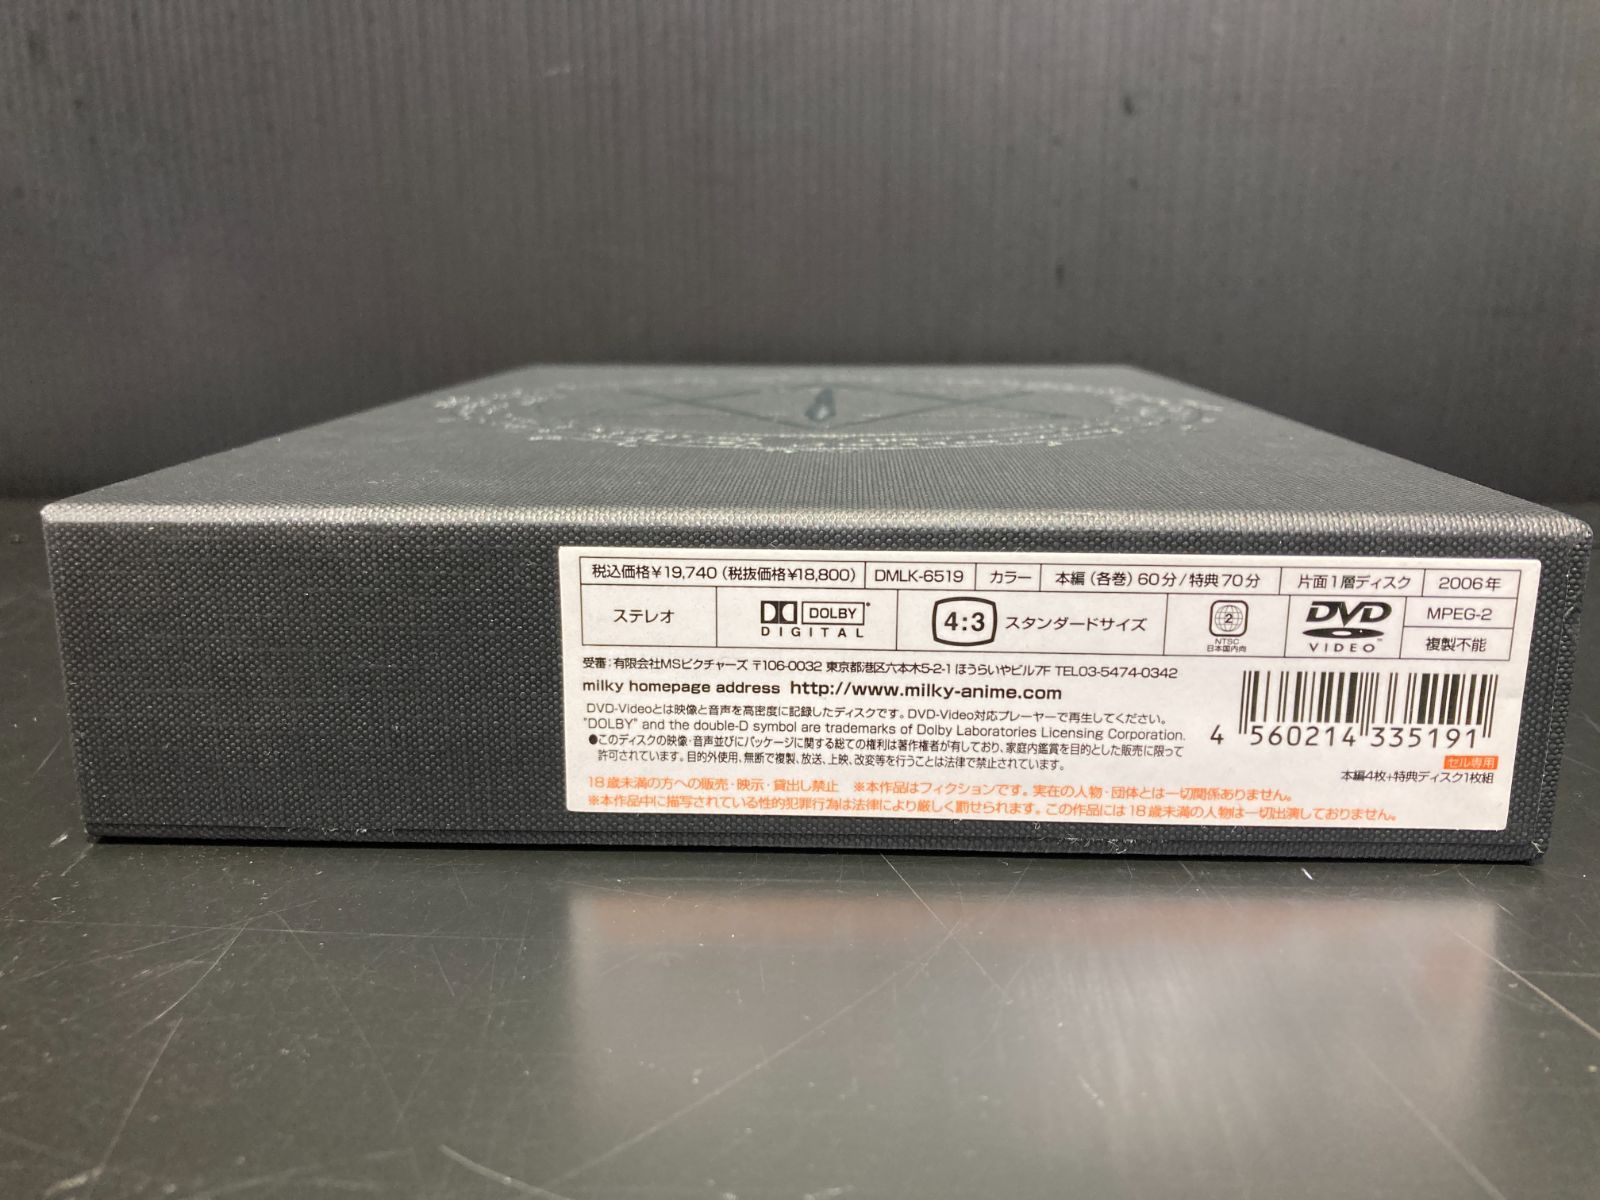 税込価格¥19,740（税抜価格¥18,800） DMLK-6519 カラー 本編（各巻）60分/特典70分 片面1層ディスク 2006年
ステレオ DOLBY DIGITAL 4:3 スタンダードサイズ 2 NTSC 日本国内向 DVD VIDEO MPEG-2 複製不能
受審：有限会社MSピクチャーズ 〒106-0032 東京都港区六本木5-2-1 ほうらいやビル7F TEL03-5474-0342
milky homepage address http://www.milky-anime.com
DVD-Videoとは映像と音声を高密度に記録したディスクです。DVD-Video対応プレーヤーで再生してください。
"DOLBY" and the double-D symbol are trademarks of Dolby Laboratories Licensing Corporation.
●このディスクの映像・音声並びにパッケージに関する総ての権利は著作権者が有しており、家庭内鑑賞を目的とした販売に限って
許可されています。目的外使用、無断で複製、放送、上映、改変等を行うことは法律で禁止されています。
4 560214 335191
セル専用
本編4枚+特典ディスク1枚組
18歳未満の方への販売・映示・貸出し禁止 ※本作品はフィクションです。実在の人物・団体とは一切関係ありません。
※本作品中に描写されている性的犯罪行為は法律により厳しく罰せられます。この作品には18歳未満の人物は一切出演しておりません。